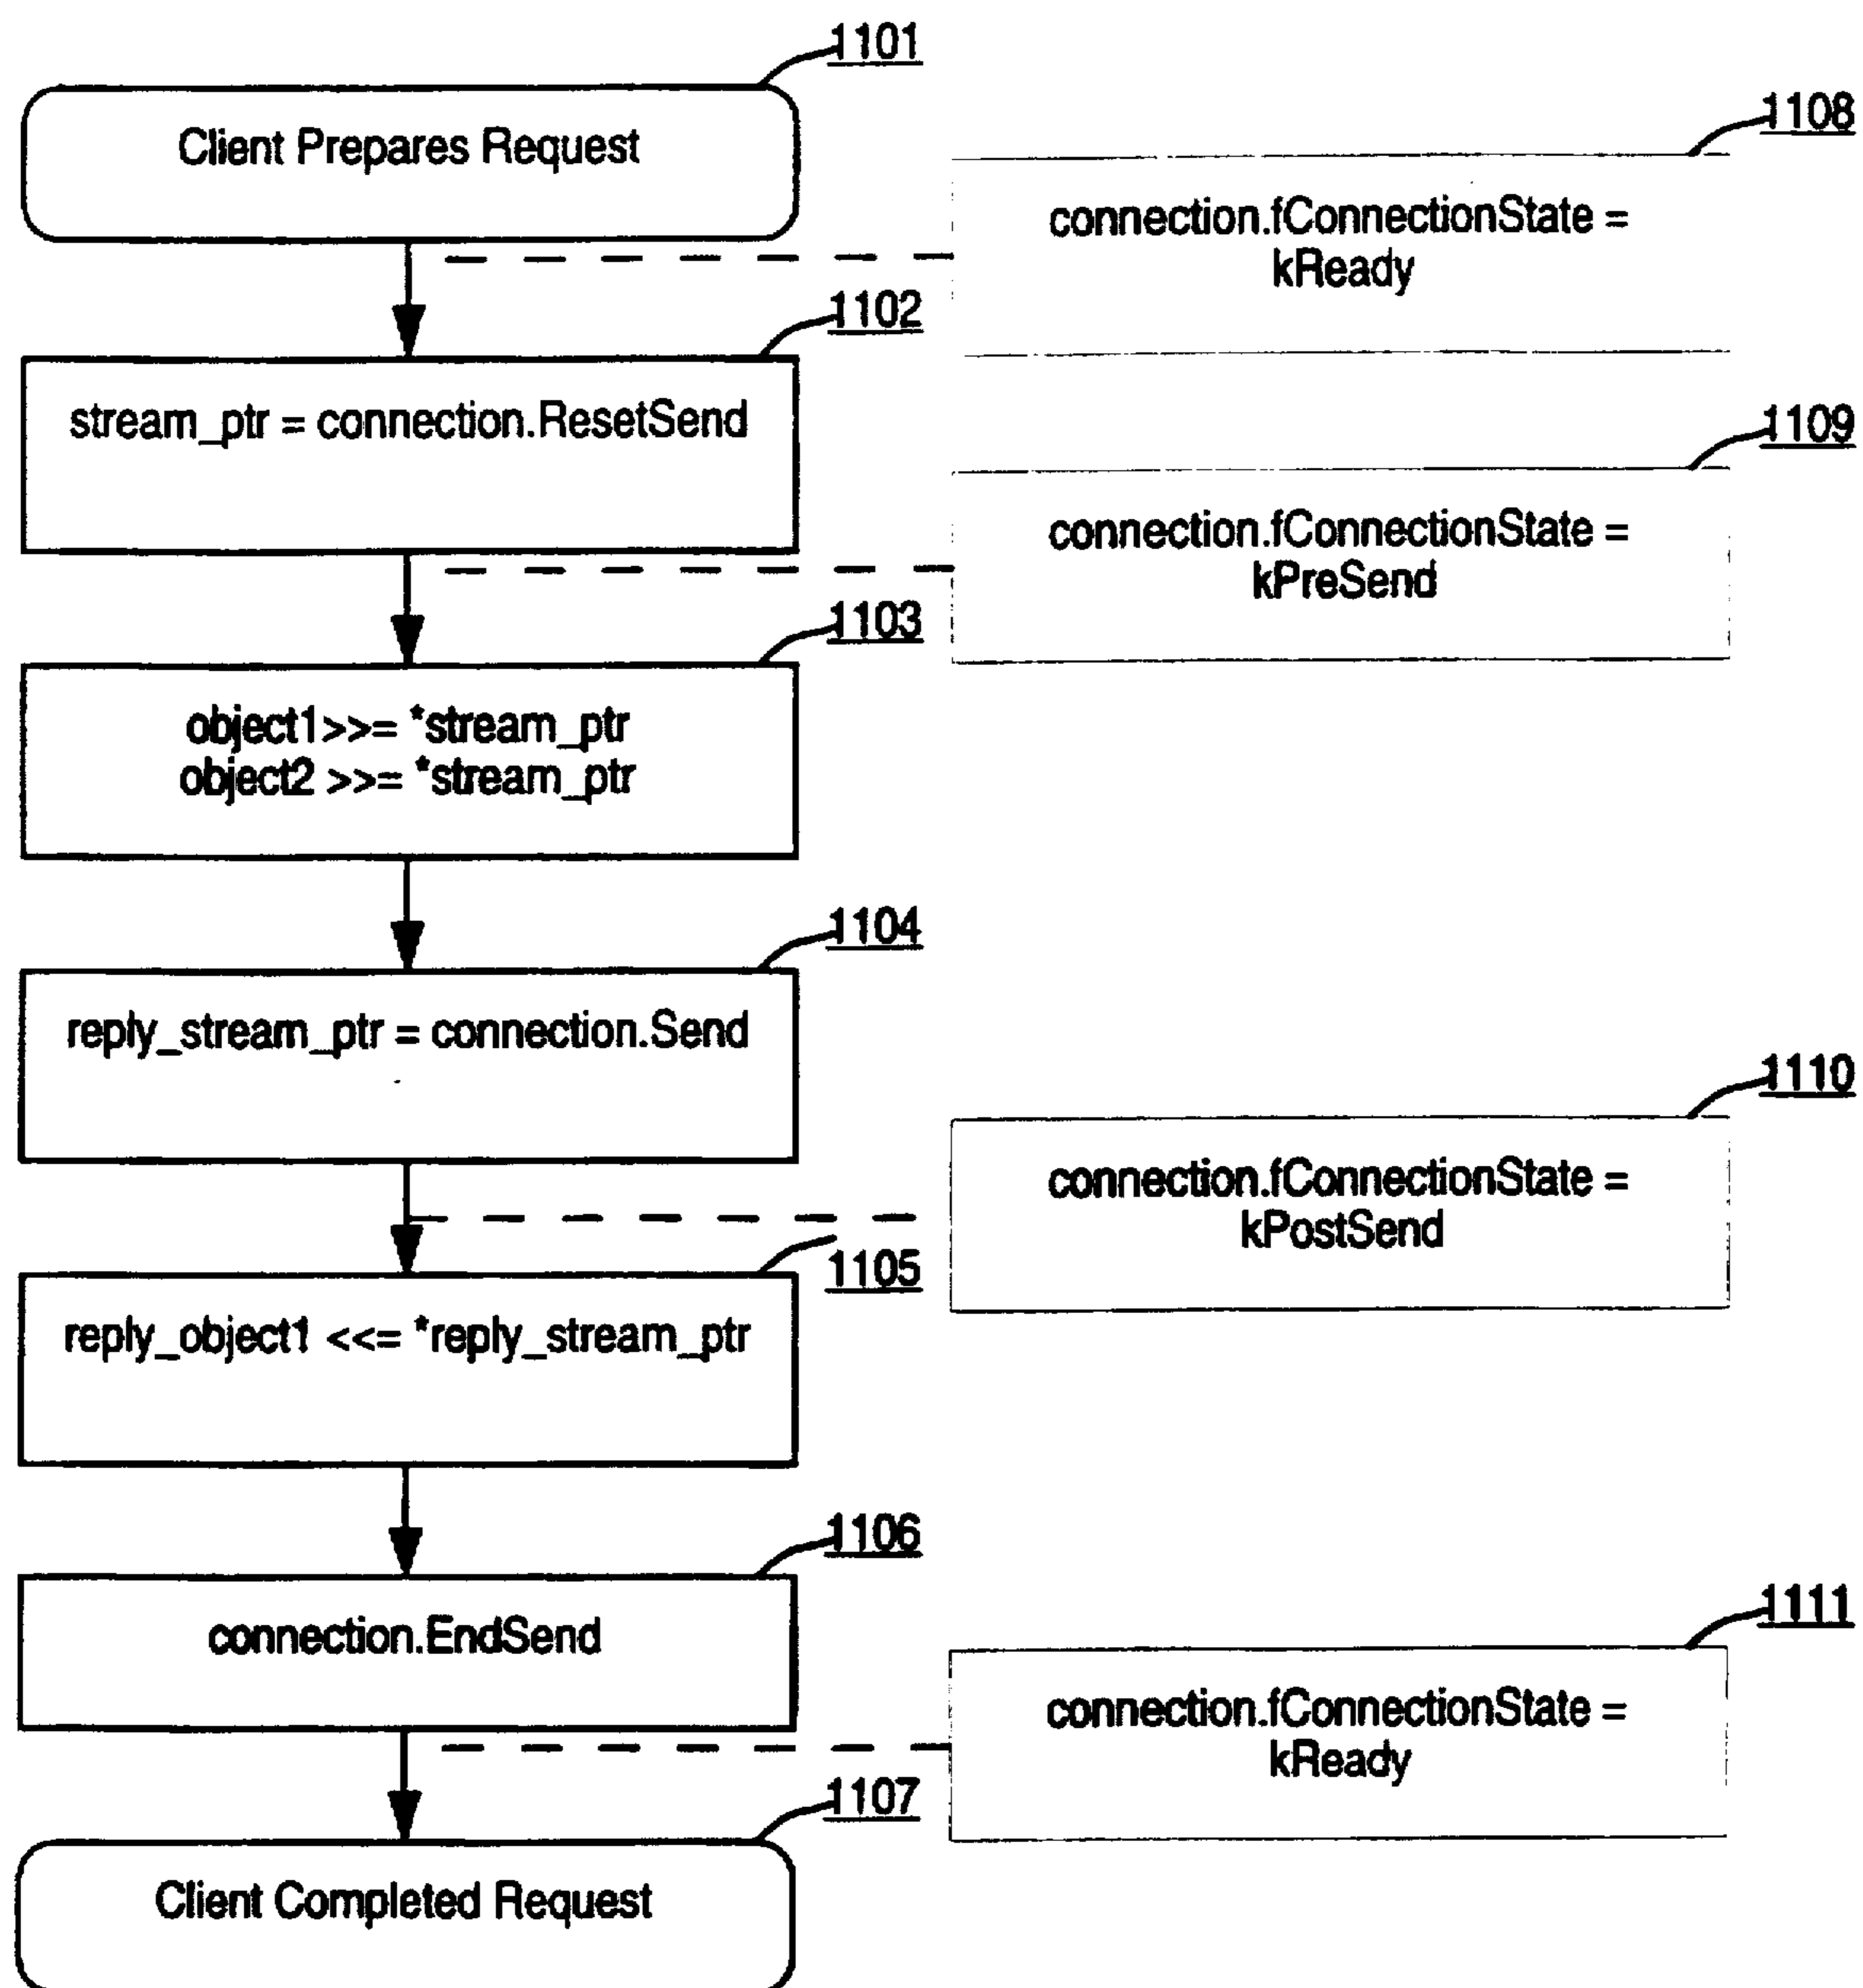 1101
Client Prepares Request
1108
connection.fConnectionState =
kReady
1102
stream_ptr = connection.ResetSend
1109
connection.fConnectionState =
kPreSend
1103
object1>>= *stream_ptr
object2 >>= *stream_ptr
1104
reply_stream_ptr = connection.Send
1110
connection.fConnectionState =
kPostSend
1105
reply_object1 <<= *reply_stream_ptr
1106
connection.EndSend
1111
connection.fConnectionState =
kReady
1107
Client Completed Request